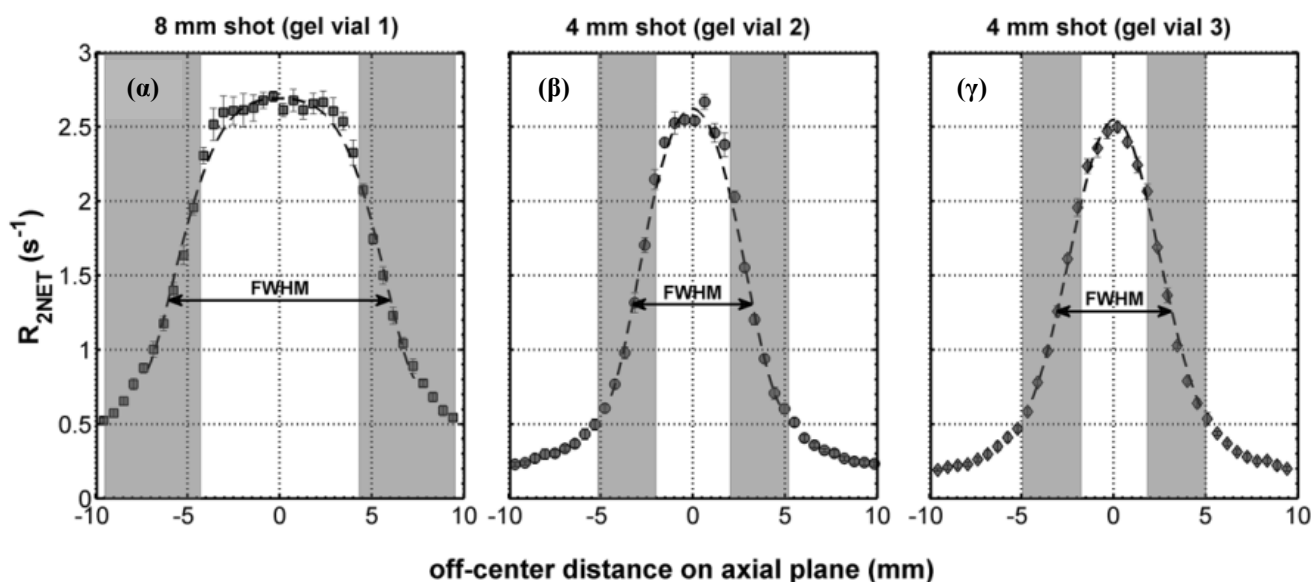 8 mm shot (gel vial 1)
4 mm shot (gel vial 2)
4 mm shot (gel vial 3)
R2NET (s-1)
3
2.5
2
1.5
1
0.5
0
(α)
FWHM
-10
-5
0
5
10
(β)
FWHM
-10
-5
0
5
10
(γ)
FWHM
-10
-5
0
5
10
off-center distance on axial plane (mm)